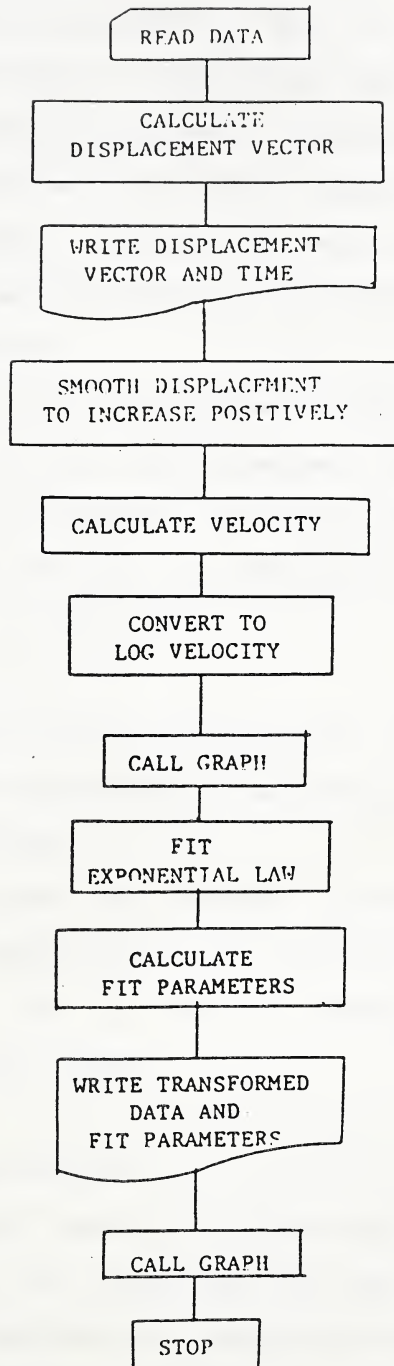 READ DATA
CALCULATE
DISPLACEMENT VECTOR
WRITE DISPLACEMENT
VECTOR AND TIME
SMOOTH DISPLACEMENT
TO INCREASE POSITIVELY
CALCULATE VELOCITY
CONVERT TO
LOG VELOCITY
CALL GRAPH
FIT
EXPONENTIAL LAW
CALCULATE
FIT PARAMETERS
WRITE TRANSFORMED
DATA AND
FIT PARAMETERS
CALL GRAPH
STOP